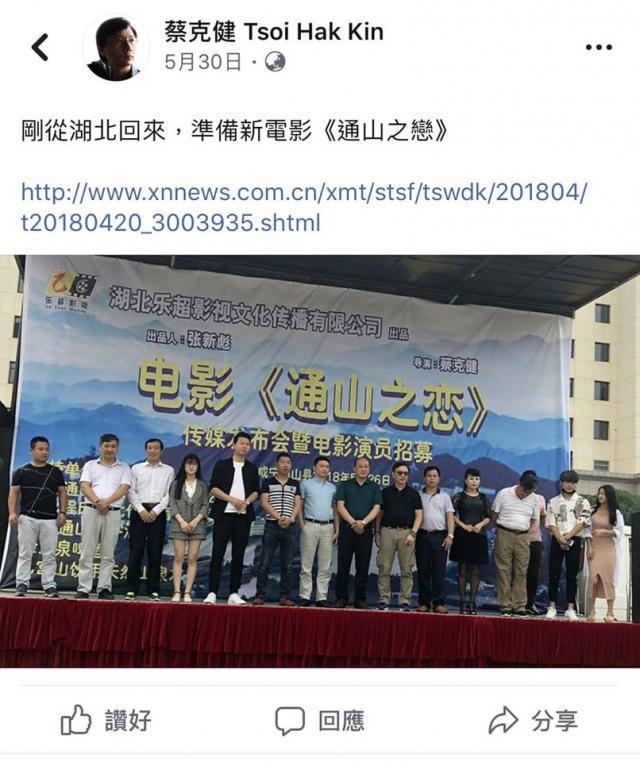 蔡克健 Tsoi Hak Kin
5月30日
剛從湖北回來，準備新電影《通山之戀》
http://www.xnnews.com.cn/xmt/stsf/tswdk/201804/
t20180420_3003935.shtml
乐超影视
湖北乐超影视文化传播有限公司 出品
出品人：张新彪
导演：蔡克健
电影《通山之恋》
传媒发布会暨电影演员招募
讚好
回應
分享